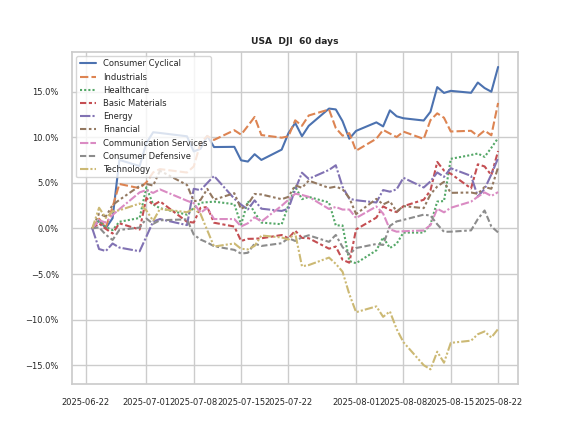 USA  DJI  60 days
Consumer Cyclical
Industrials
Healthcare
Basic Materials
Energy
Financial
Communication Services
Consumer Defensive
Technology
15.0%
10.0%
5.0%
0.0%
−5.0%
−10.0%
−15.0%
2025-06-22
2025-07-01
2025-07-08
2025-07-15
2025-07-22
2025-08-01
2025-08-08
2025-08-15
2025-08-22